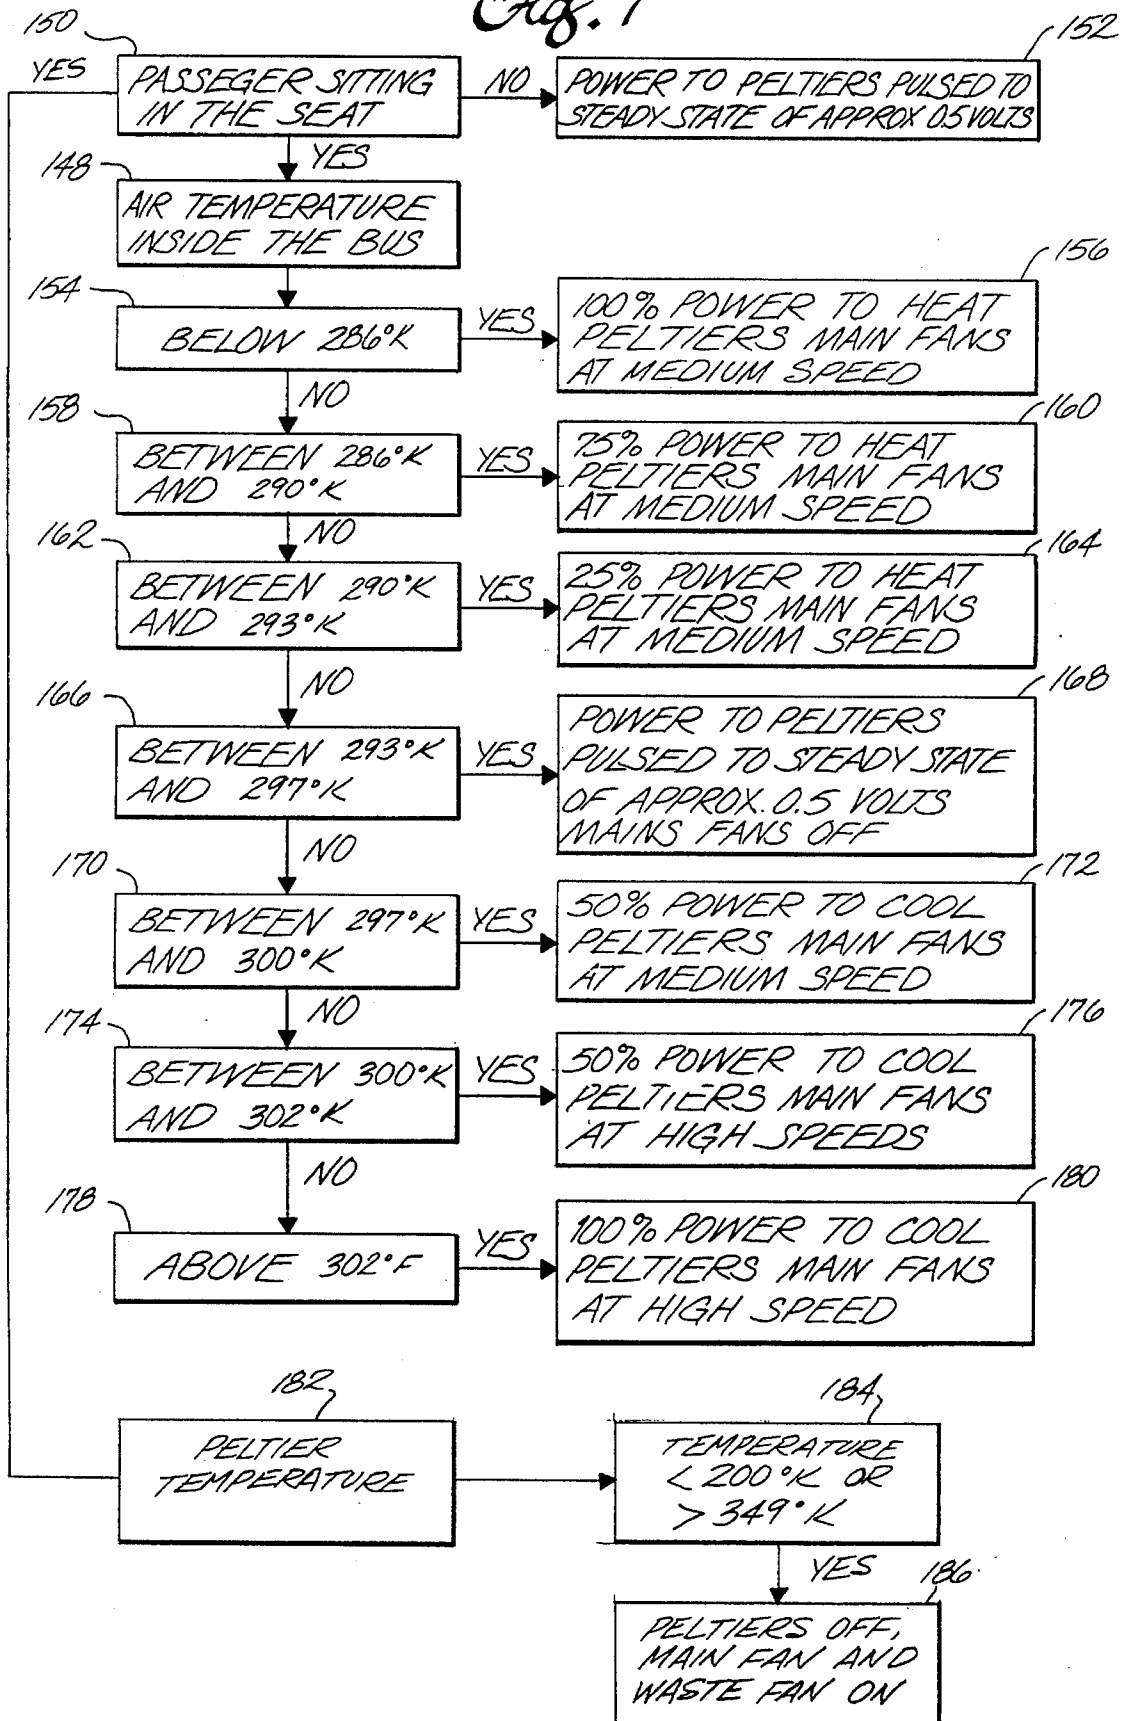 Fig. 7
150
YES
PASSEGER SITTING
IN THE SEAT
NO
152
POWER TO PELTIERS PULSED TO
STEADY STATE OF APPROX 0.5 VOLTS
YES
148
AIR TEMPERATURE
INSIDE THE BUS
154
BELOW 286°K
YES
156
100% POWER TO HEAT
PELTIERS MAIN FANS
AT MEDIUM SPEED
NO
158
BETWEEN 286°K
AND 290°K
YES
160
75% POWER TO HEAT
PELTIERS MAIN FANS
AT MEDIUM SPEED
NO
162
BETWEEN 290°K
AND 293°K
YES
164
25% POWER TO HEAT
PELTIERS MAIN FANS
AT MEDIUM SPEED
NO
166
BETWEEN 293°K
AND 297°K
YES
168
POWER TO PELTIERS
PULSED TO STEADY STATE
OF APPROX. 0.5 VOLTS
MAINS FANS OFF
NO
170
BETWEEN 297°K
AND 300°K
YES
172
50% POWER TO COOL
PELTIERS MAIN FANS
AT MEDIUM SPEED
NO
174
BETWEEN 300°K
AND 302°K
YES
176
50% POWER TO COOL
PELTIERS MAIN FANS
AT HIGH SPEEDS
NO
178
ABOVE 302°F
YES
180
100% POWER TO COOL
PELTIERS MAIN FANS
AT HIGH SPEED
182
PELTIER
TEMPERATURE
184
TEMPERATURE
< 200°K OR
> 349°K
YES
186
PELTIERS OFF,
MAIN FAN AND
WASTE FAN ON